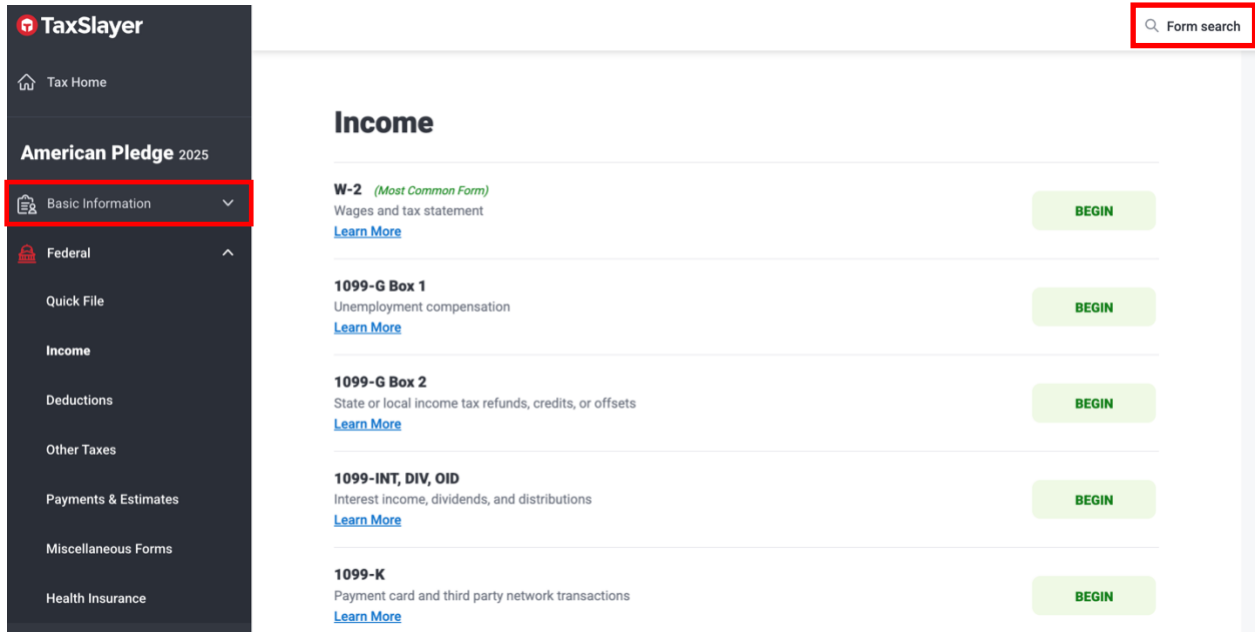 TaxSlayer
Form search
Tax Home
American Pledge 2025
Basic Information
Federal
Quick File
Income
Deductions
Other Taxes
Payments & Estimates
Miscellaneous Forms
Health Insurance
Income
W-2 (Most Common Form)
Wages and tax statement
Learn More
BEGIN
1099-G Box 1
Unemployment compensation
Learn More
BEGIN
1099-G Box 2
State or local income tax refunds, credits, or offsets
Learn More
BEGIN
1099-INT, DIV, OID
Interest income, dividends, and distributions
Learn More
BEGIN
1099-K
Payment card and third party network transactions
Learn More
BEGIN